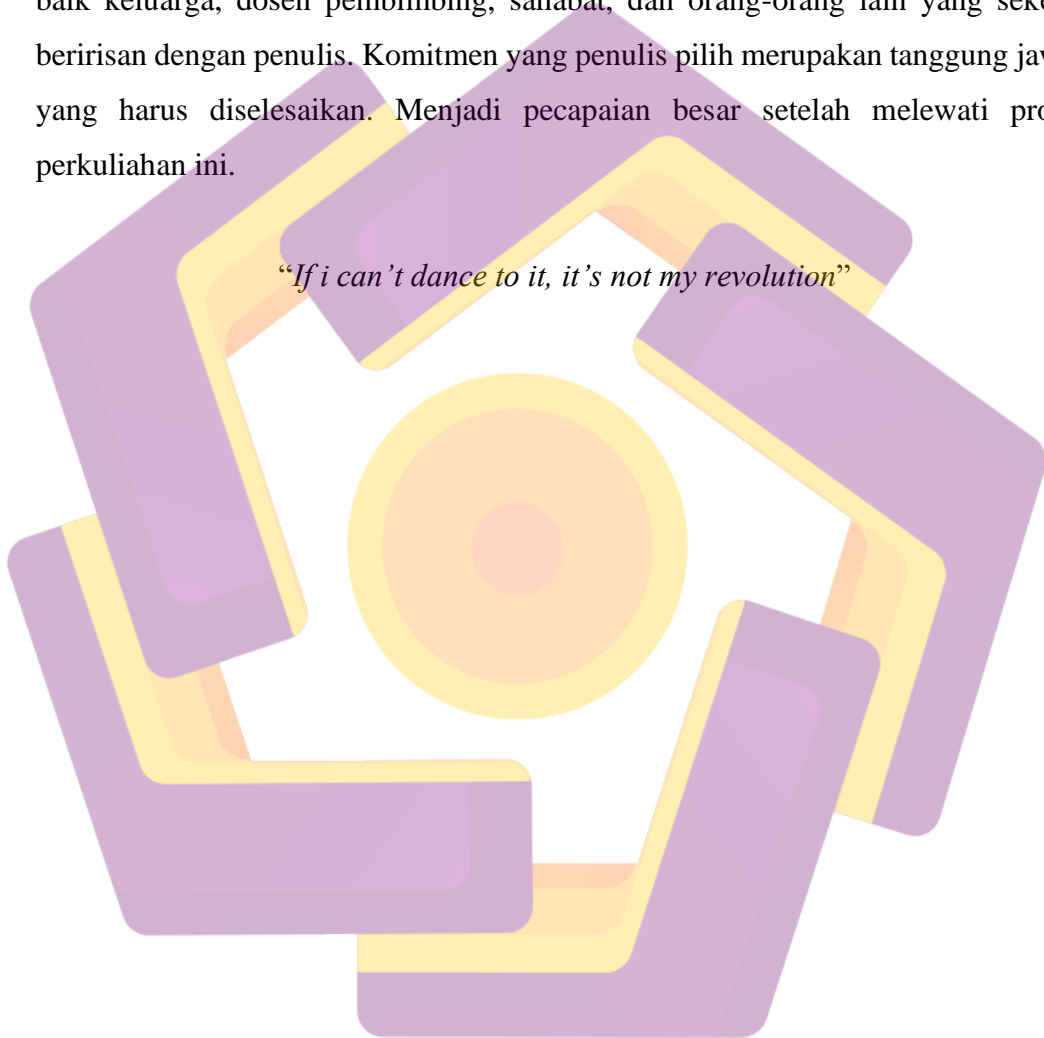 baik keluarga, dosen pembimbing, sahabat, dan orang-orang lain yang
beririsan dengan penulis. Komitmen yang penulis pilih merupakan tanggung
yang harus diselesaikan. Menjadi pecapaian besar setelah melewati
perkuliahan ini.
“If i can’t dance to it, it’s not my revolution”